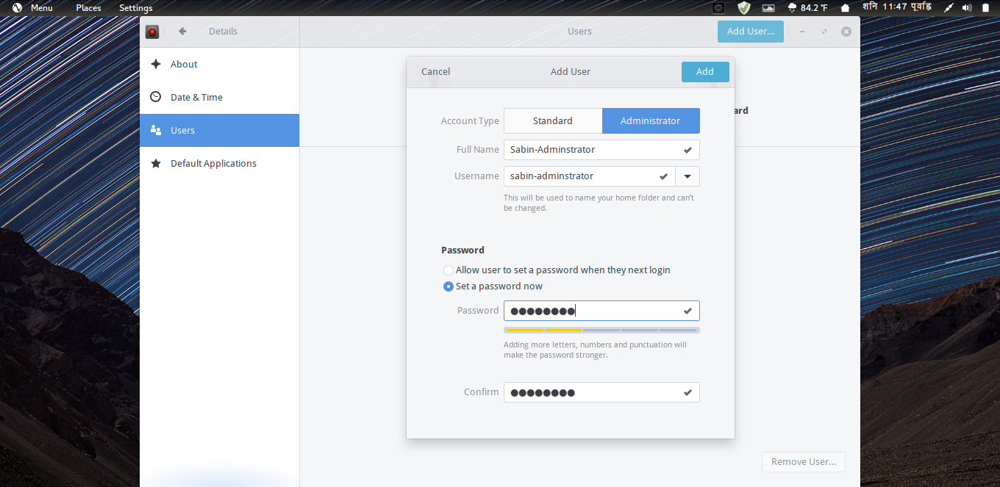 Menu Places Settings 84.2 °F शनि 11:47 पूर्वाह्न
Details Users Add User...
About
Date & Time
Users
Default Applications
Cancel Add User Add
ard
Account Type Standard Administrator
Full Name Sabin-Adminstrator
Username sabin-adminstrator
This will be used to name your home folder and can't
be changed.
Password
Allow user to set a password when they next login
Set a password now
Password ●●●●●●●●
Adding more letters, numbers and punctuation will
make the password stronger.
Confirm ●●●●●●●●
Remove User...